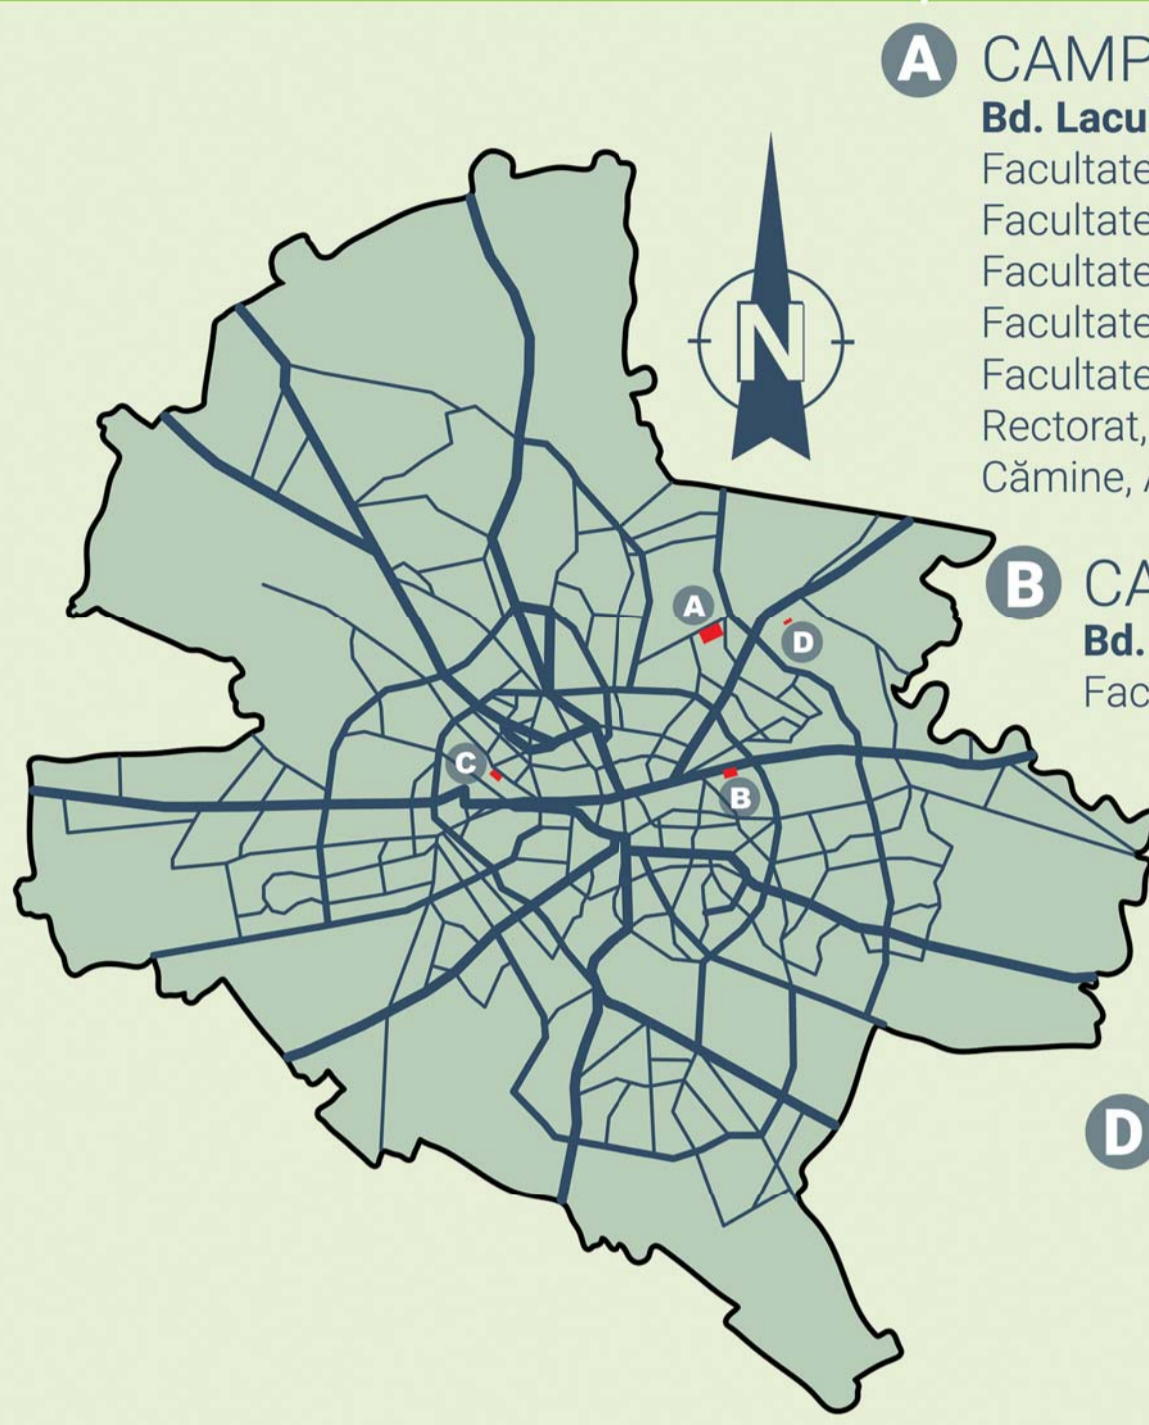 A CAMP
Bd. Lacu
Facultate
Facultate
Facultate
Facultate
Facultate
Rectorat,
Cămine, A
N
B CA
Bd.
Fac
A
D
C
B
D